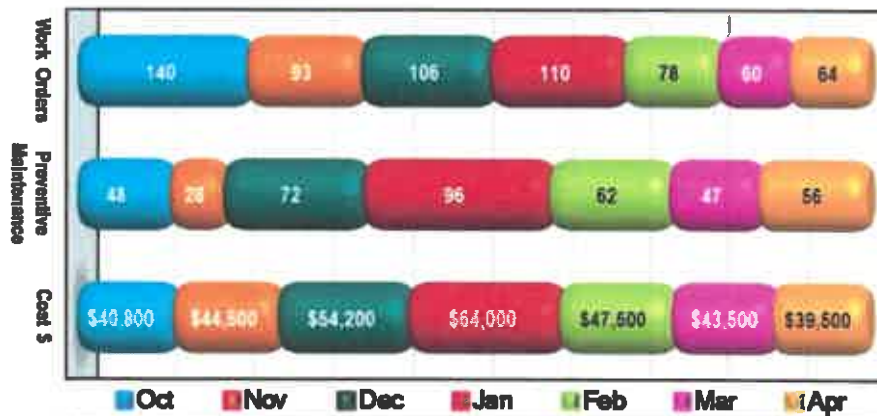 Work Orders
140 93 106 110 78 60 64
Preventive
Maintenance
48 28 72 96 62 47 56
Cost $
$40,800 $44,500 $54,200 $64,000 $47,500 $43,500 $39,500
Oct Nov Dec Jan Feb Mar Apr